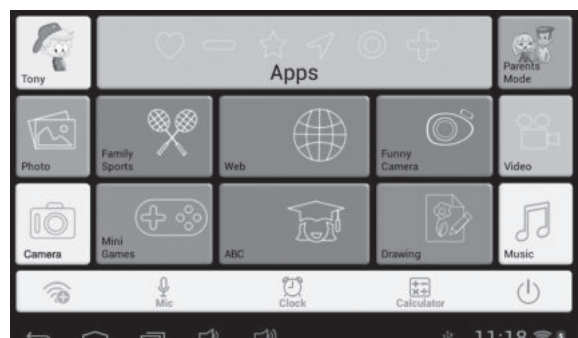 Apps
Tony
Parents
Mode
Photo
Family
Sports
Web
Funny
Camera
Video
Camera
Mini
Games
ABC
Drawing
Music
Mic
Clock
Calculator
11:18